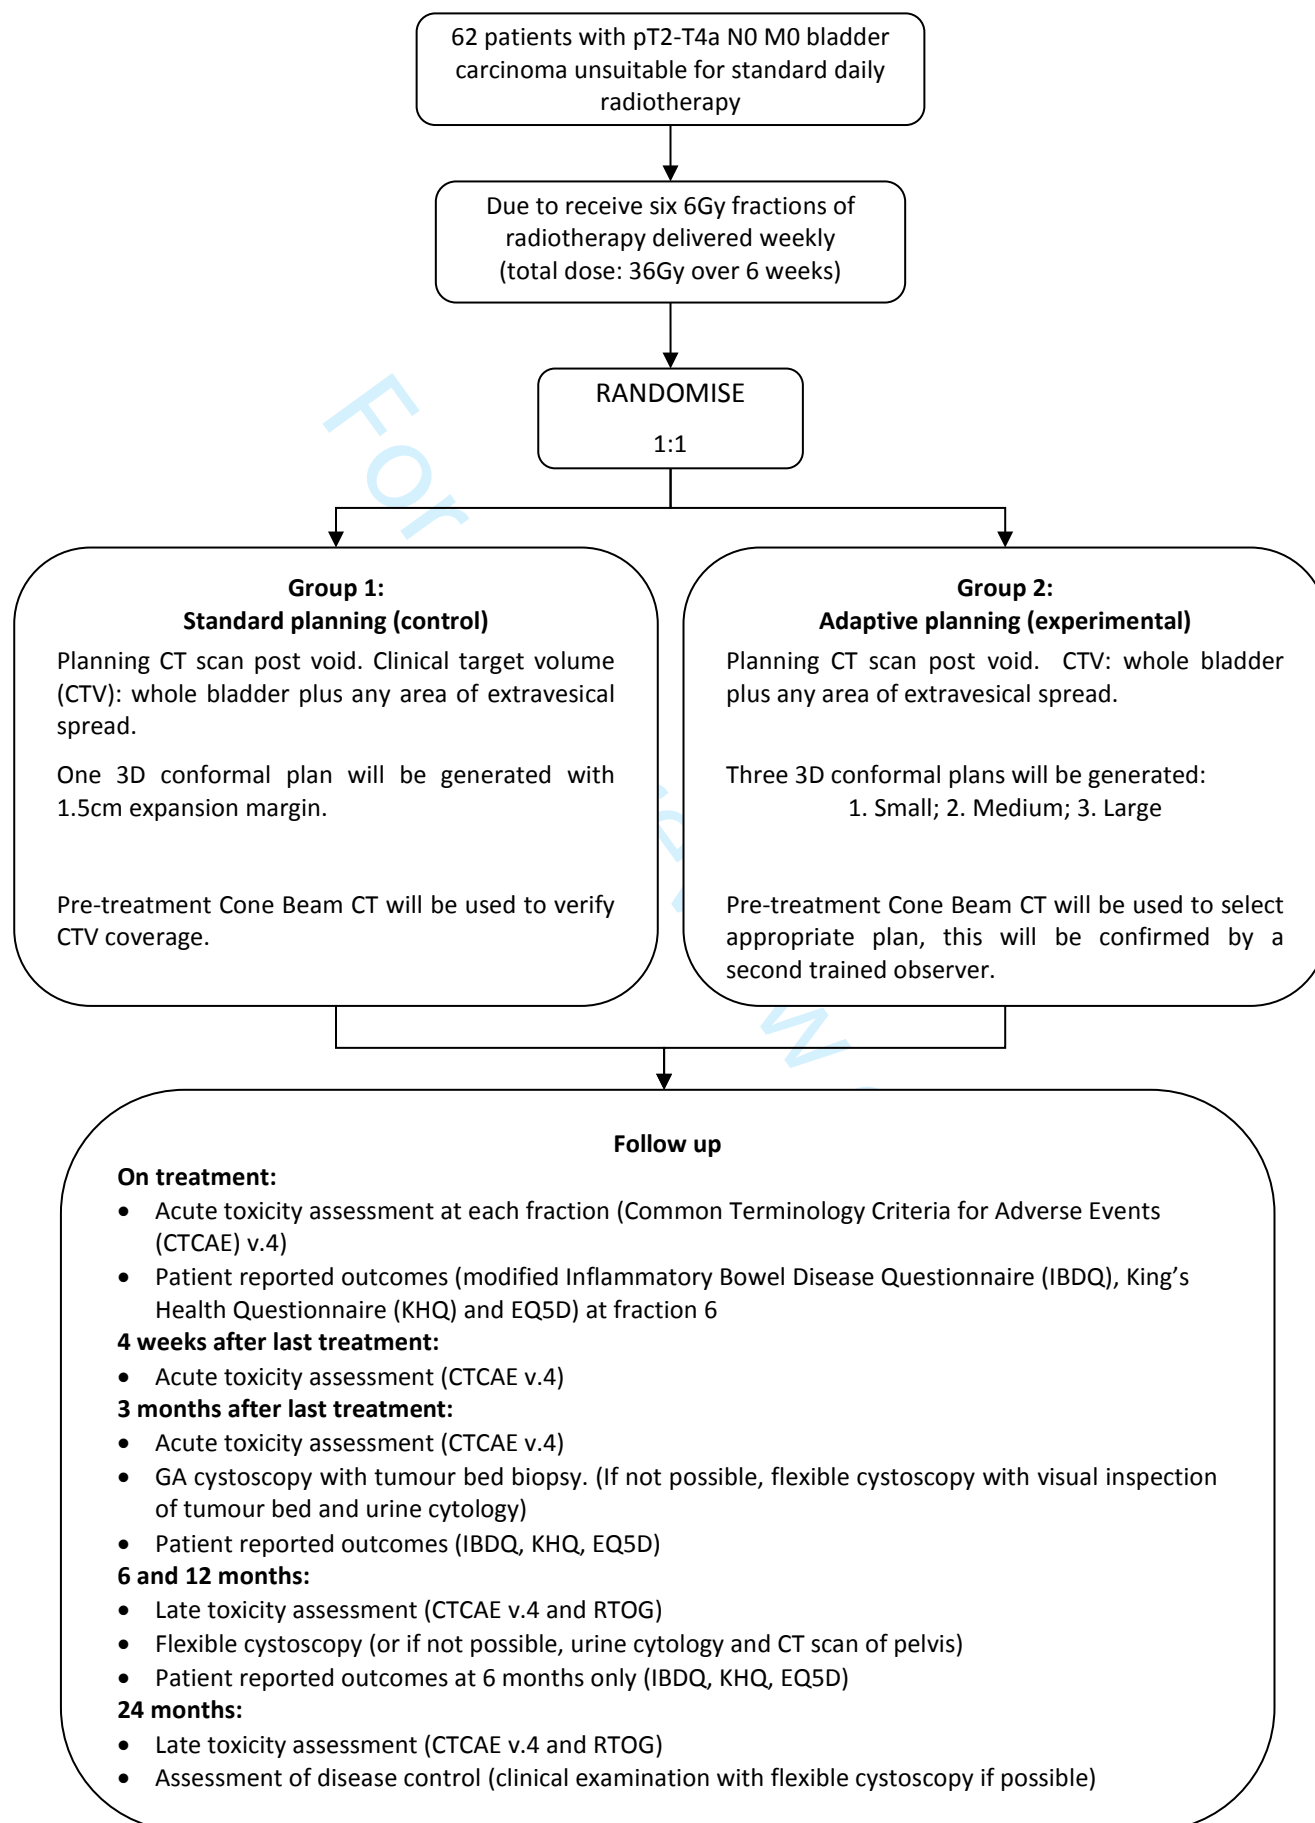 62 patients with pT2-T4a N0 M0 bladder
carcinoma unsuitable for standard daily
radiotherapy
Due to receive six 6Gy fractions of
radiotherapy delivered weekly
(total dose: 36Gy over 6 weeks)
RANDOMISE
1:1
For
Group 1:
Standard planning (control)
Planning CT scan post void. Clinical target volume
(CTV): whole bladder plus any area of extravesical
spread.
One 3D conformal plan will be generated with
1.5cm expansion margin.
Pre-treatment Cone Beam CT will be used to verify
CTV coverage.
Group 2:
Adaptive planning (experimental)
Planning CT scan post void. CTV: whole bladder
plus any area of extravesical spread.
Three 3D conformal plans will be generated:
1. Small; 2. Medium; 3. Large
Pre-treatment Cone Beam CT will be used to select
appropriate plan, this will be confirmed by a
second trained observer.
Follow up
On treatment:
• Acute toxicity assessment at each fraction (Common Terminology Criteria for Adverse Events
(CTCAE) v.4)
• Patient reported outcomes (modified Inflammatory Bowel Disease Questionnaire (IBDQ), King’s
Health Questionnaire (KHQ) and EQ5D) at fraction 6
4 weeks after last treatment:
• Acute toxicity assessment (CTCAE v.4)
3 months after last treatment:
• Acute toxicity assessment (CTCAE v.4)
• GA cystoscopy with tumour bed biopsy. (If not possible, flexible cystoscopy with visual inspection
of tumour bed and urine cytology)
• Patient reported outcomes (IBDQ, KHQ, EQ5D)
6 and 12 months:
• Late toxicity assessment (CTCAE v.4 and RTOG)
• Flexible cystoscopy (or if not possible, urine cytology and CT scan of pelvis)
• Patient reported outcomes at 6 months only (IBDQ, KHQ, EQ5D)
24 months:
• Late toxicity assessment (CTCAE v.4 and RTOG)
• Assessment of disease control (clinical examination with flexible cystoscopy if possible)